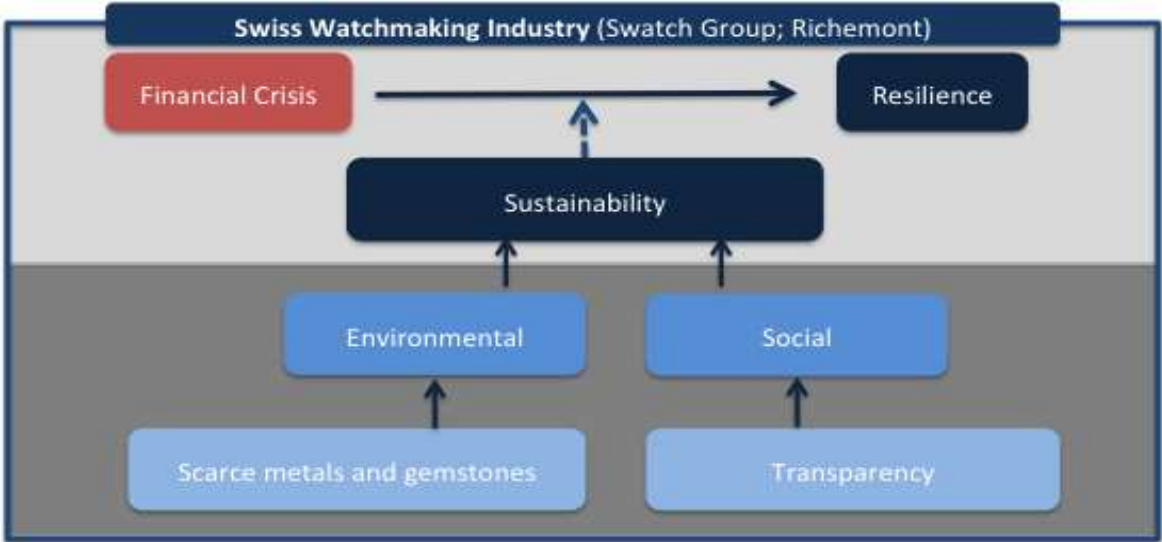 Swiss Watchmaking Industry (Swatch Group; Richemont)
Financial Crisis
Resilience
Sustainability
Environmental
Social
Scarce metals and gemstones
Transparency